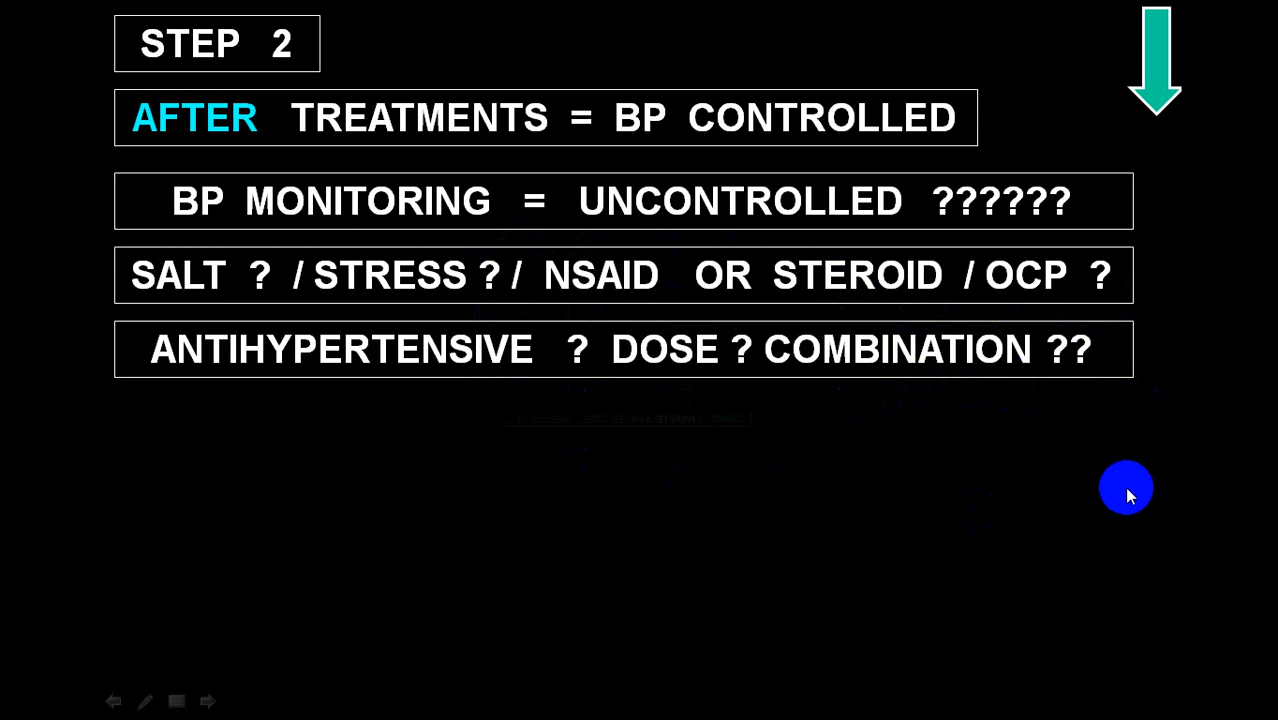 STEP 2
AFTER TREATMENTS = BP CONTROLLED
BP MONITORING = UNCONTROLLED ??????
SALT ? / STRESS ? / NSAID OR STEROID / OCP ?
ANTIHYPERTENSIVE ? DOSE ? COMBINATION ??